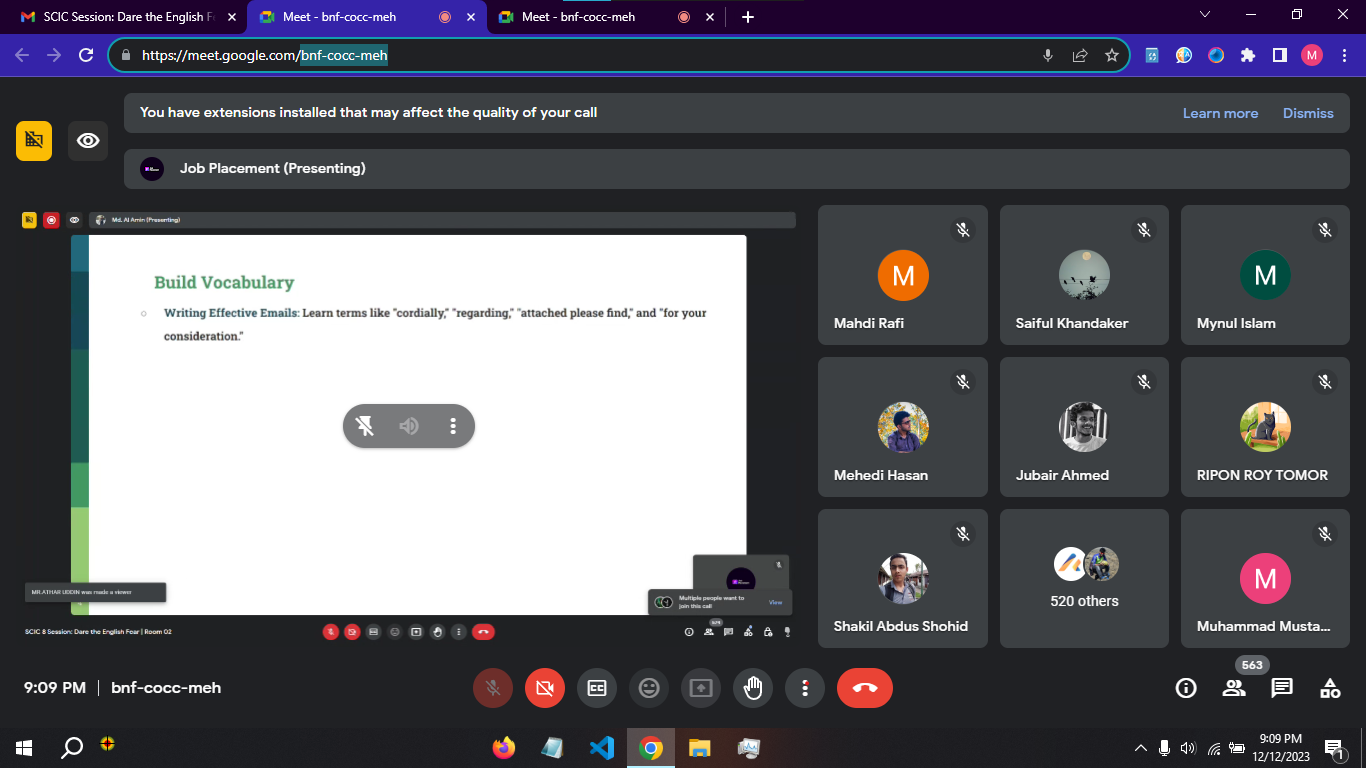 SCIC Session: Dare the English F
Meet - bnf-cocc-meh
Meet - bnf-cocc-meh
https://meet.google.com/bnf-cocc-meh
M
You have extensions installed that may affect the quality of your call
Learn more
Dismiss
Job Placement (Presenting)
Md. Al Amin (Presenting)
Build Vocabulary
Writing Effective Emails: Learn terms like "cordially," "regarding," "attached please find," and "for your
consideration."
MR.ATHAR UDDIN was made a viewer
Multiple people want to
join this call
View
SCIC 8 Session: Dare the English Fear | Room 02
M
Mahdi Rafi
Saiful Khandaker
M
Mynul Islam
Mehedi Hasan
Jubair Ahmed
RIPON ROY TOMOR
Shakil Abdus Shohid
520 others
M
Muhammad Musta...
9:09 PM | bnf-cocc-meh
563
9:09 PM
12/12/2023
1